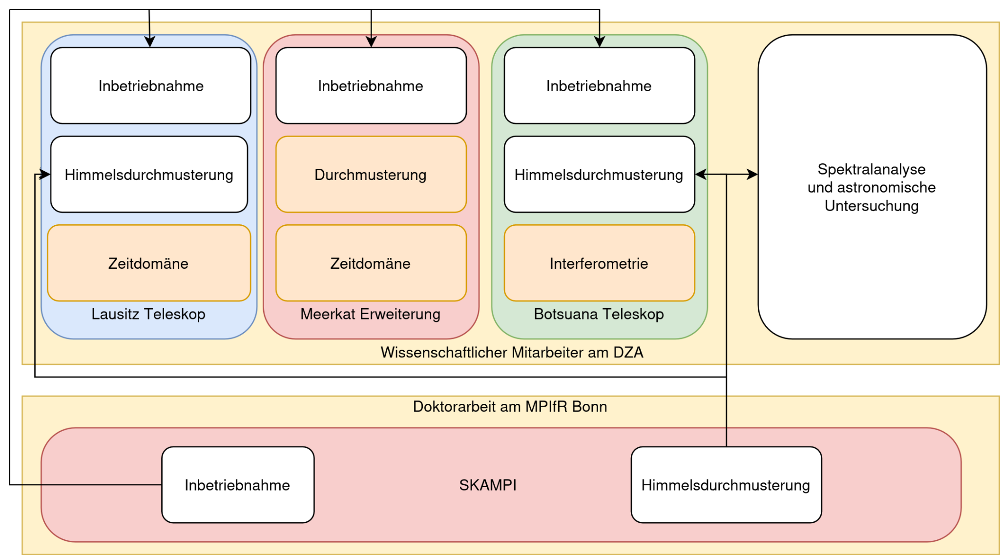 Inbetriebnahme
Himmelsdurchmusterung
Zeitdomäne
Lausitz Teleskop
Inbetriebnahme
Durchmusterung
Zeitdomäne
Meerkat Erweiterung
Inbetriebnahme
Himmelsdurchmusterung
Interferometrie
Botsuana Teleskop
Spektralanalyse
und astronomische
Untersuchung
Wissenschaftlicher Mitarbeiter am DZA
Doktorarbeit am MPIfR Bonn
Inbetriebnahme
SKAMPI
Himmelsdurchmusterung